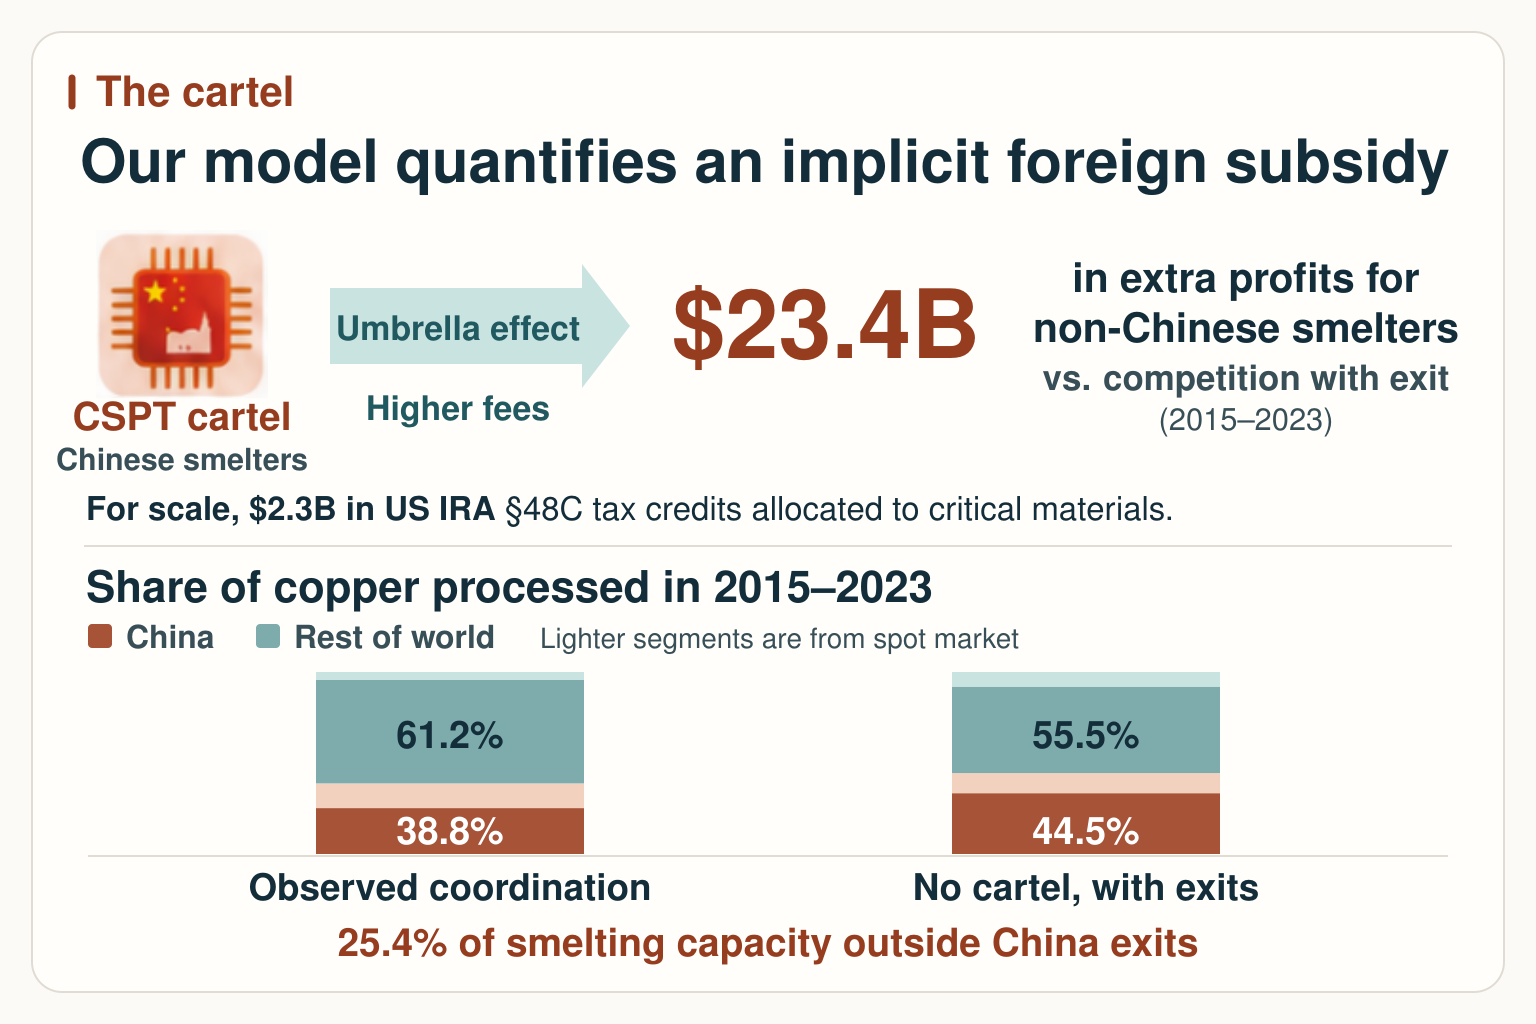 The cartel
Our model quantifies an implicit foreign subsidy
CSPT cartel
Chinese smelters
Umbrella effect
Higher fees
$23.4B
in extra profits for
non-Chinese smelters
vs. competition with exit
(2015–2023)
For scale, $2.3B in US IRA §48C tax credits allocated to critical materials.
Share of copper processed in 2015–2023
China
Rest of world
Lighter segments are from spot market
61.2%
38.8%
55.5%
44.5%
Observed coordination
No cartel, with exits
25.4% of smelting capacity outside China exits